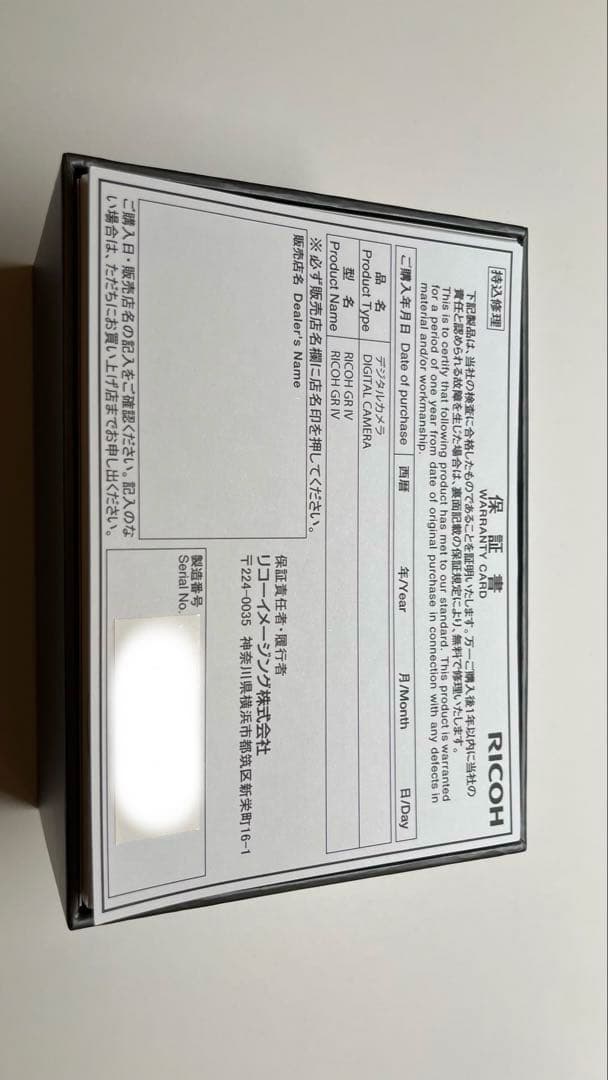 持込修理
保証書
WARRANTY CARD
RICOH
下記製品は、当社の検査に合格したものであることを証明いたします。万一ご購入後1年以内に当社の
責任と認められる故障を生じた場合は、裏面記載の保証規定により、無料で修理いたします。
This is to certify that following product has met to our standard. This product is warranted
for a period of one year from date of original purchase in connection with any defects in
material and/or workmanship.
ご購入年月日 Date of purchase 西暦 年/Year 月/Month 日/Day
品名 デジタルカメラ
Product Type DIGITAL CAMERA
型名 RICOH GR IV
Product Name RICOH GR IV
※必ず販売店名欄に店名印を押してください。
販売店名 Dealer's Name
保証責任者・履行者
リコーイメージング株式会社
〒224-0035 神奈川県横浜市都筑区新栄町16-1
製造番号
Serial No.
ご購入日・販売店名の記入をご確認ください。記入のな
い場合は、ただちにお買い上げ店までお申し出ください。